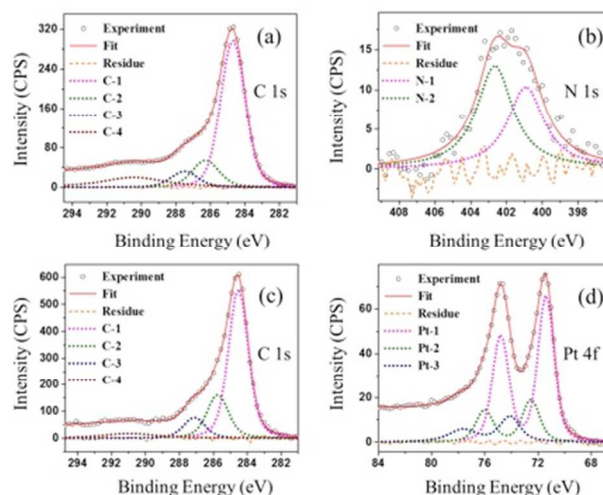 (a)
C 1s
Experiment
Fit
Residue
C-1
C-2
C-3
C-4
Intensity (CPS)
320
240
160
80
0
294 292 290 288 286 284 282
Binding Energy (eV)
(b)
N 1s
Experiment
Fit
Residue
N-1
N-2
Intensity (CPS)
15
10
5
0
408 406 404 402 400 398
Binding Energy (eV)
(c)
C 1s
Experiment
Fit
Residue
C-1
C-2
C-3
C-4
Intensity (CPS)
600
500
400
300
200
100
0
294 292 290 288 286 284 282
Binding Energy (eV)
(d)
Pt 4f
Experiment
Fit
Residue
Pt-1
Pt-2
Pt-3
Intensity (CPS)
60
40
20
0
84 80 76 72 68
Binding Energy (eV)